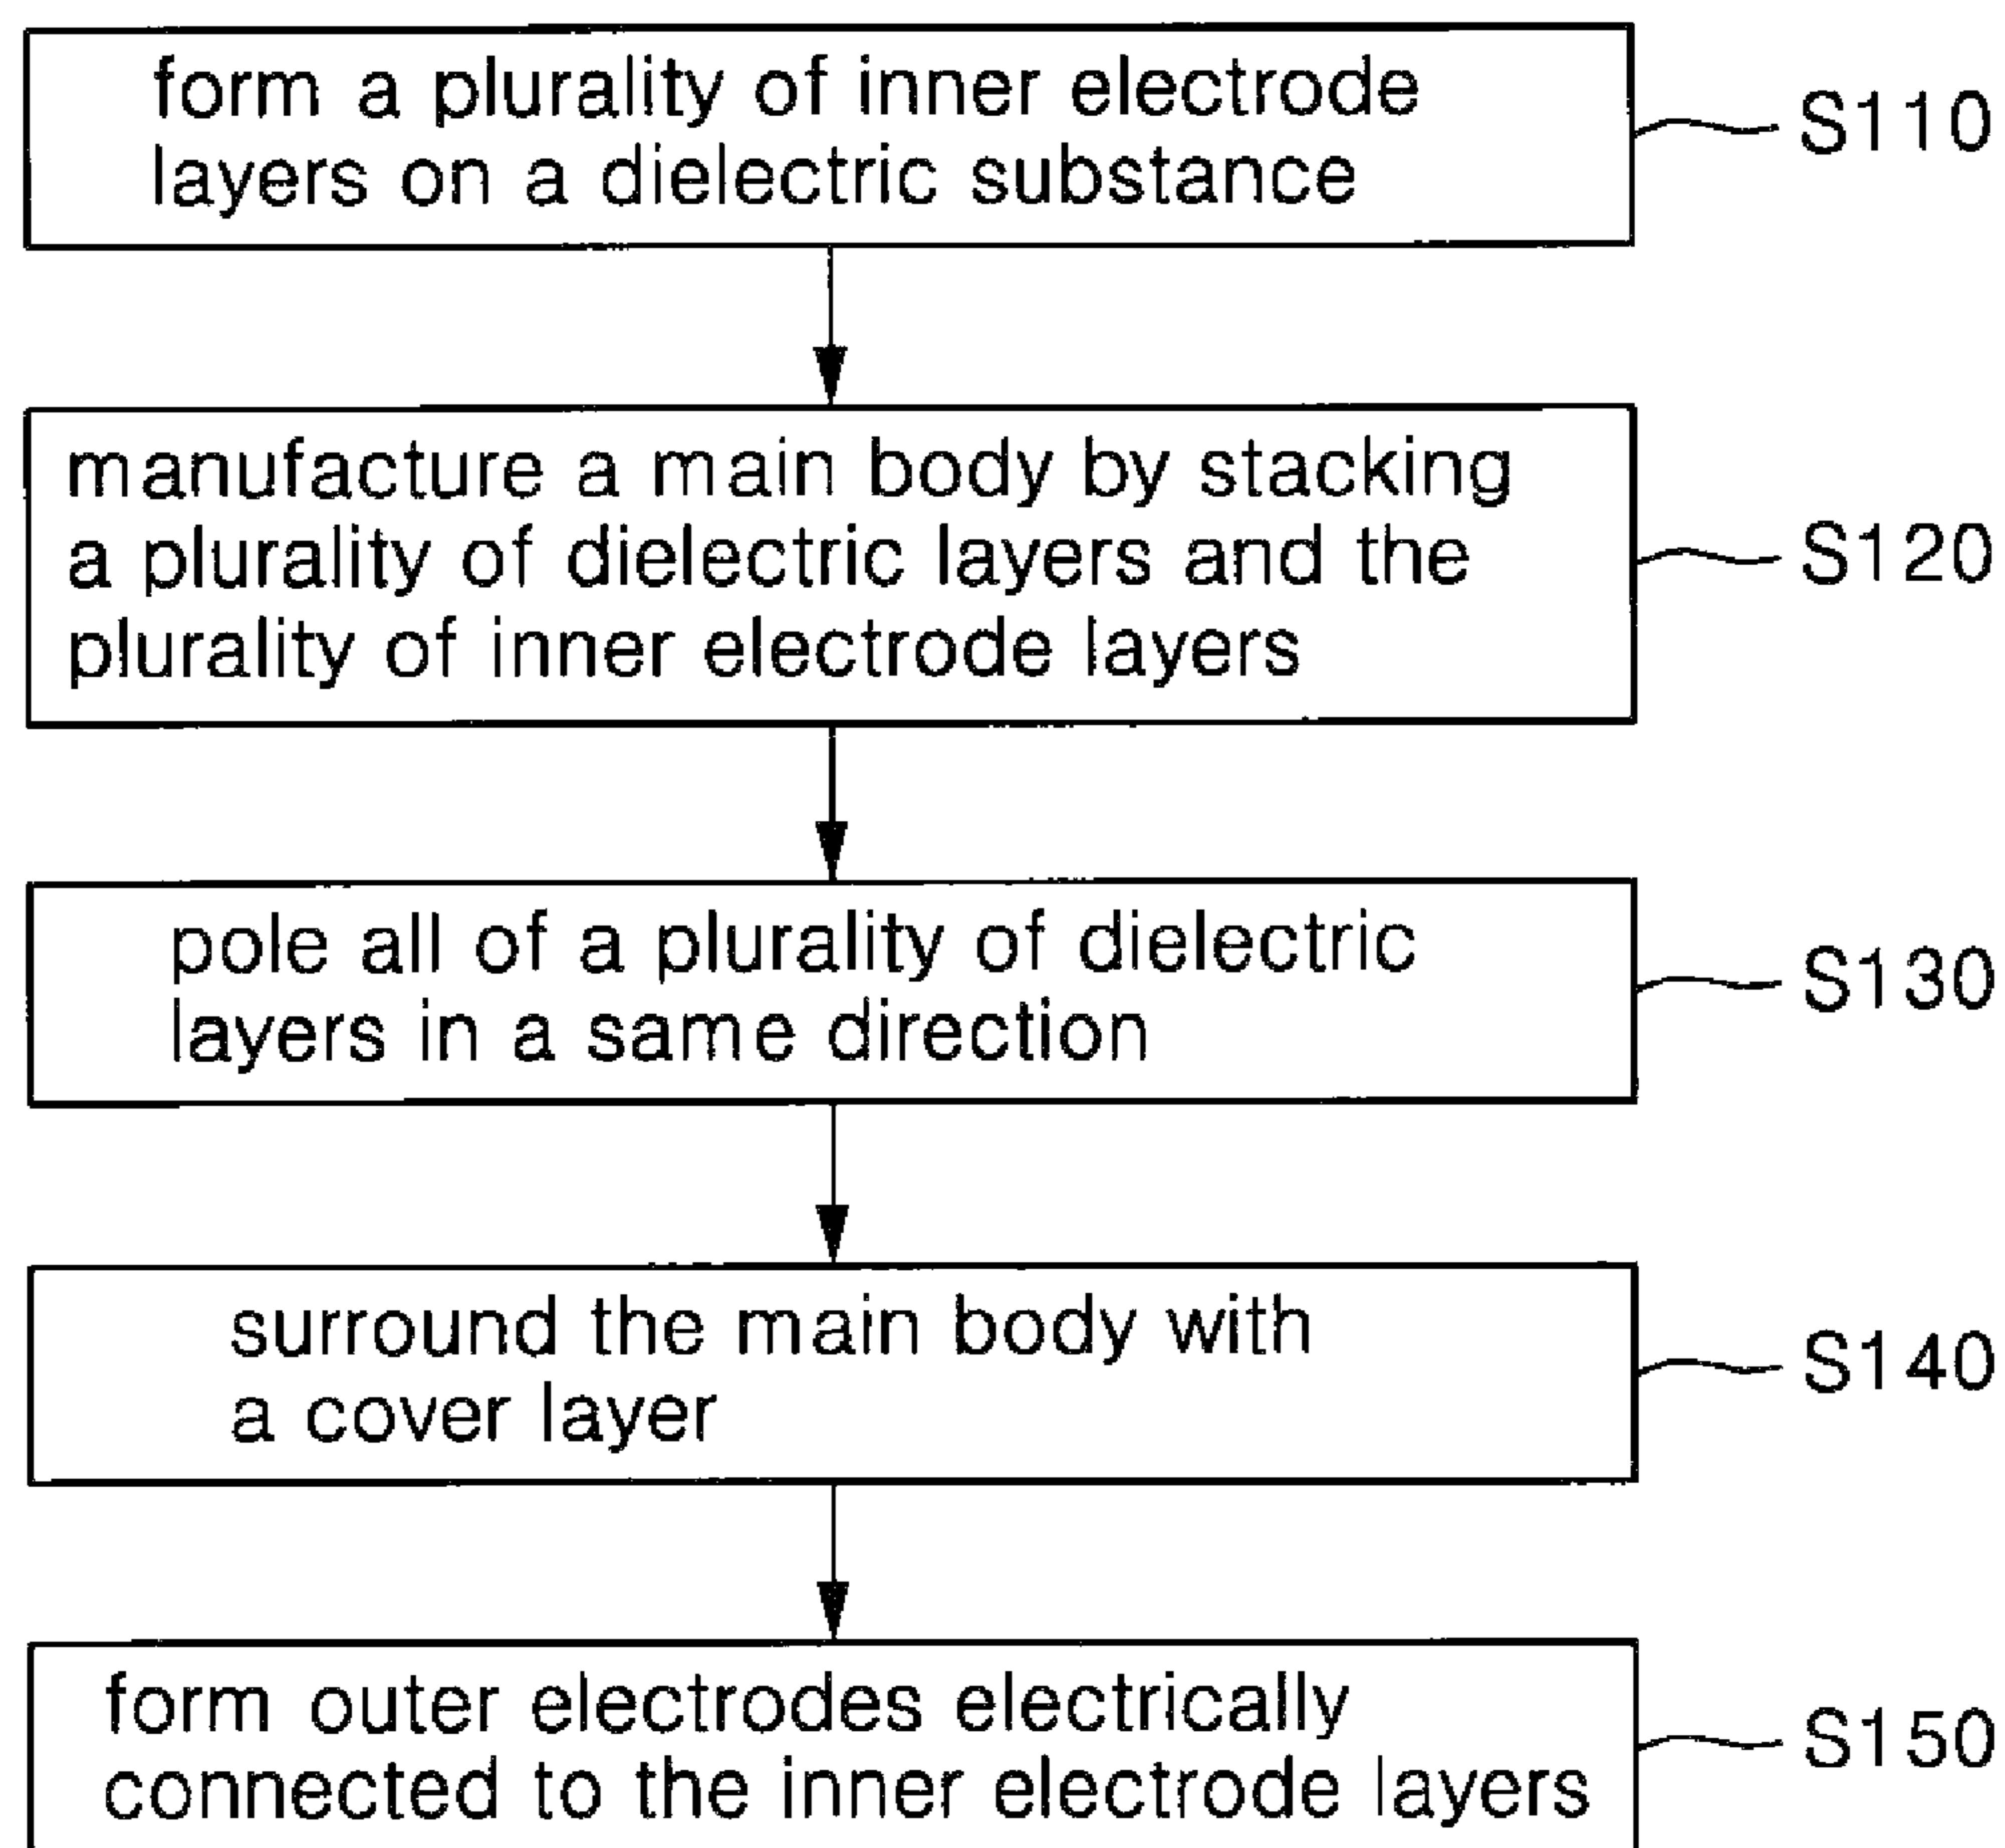 form a plurality of inner electrode
layers on a dielectric substance
S110
manufacture a main body by stacking
a plurality of dielectric layers and the
plurality of inner electrode layers
S120
pole all of a plurality of dielectric
layers in a same direction
S130
surround the main body with
a cover layer
S140
form outer electrodes electrically
connected to the inner electrode layers
S150